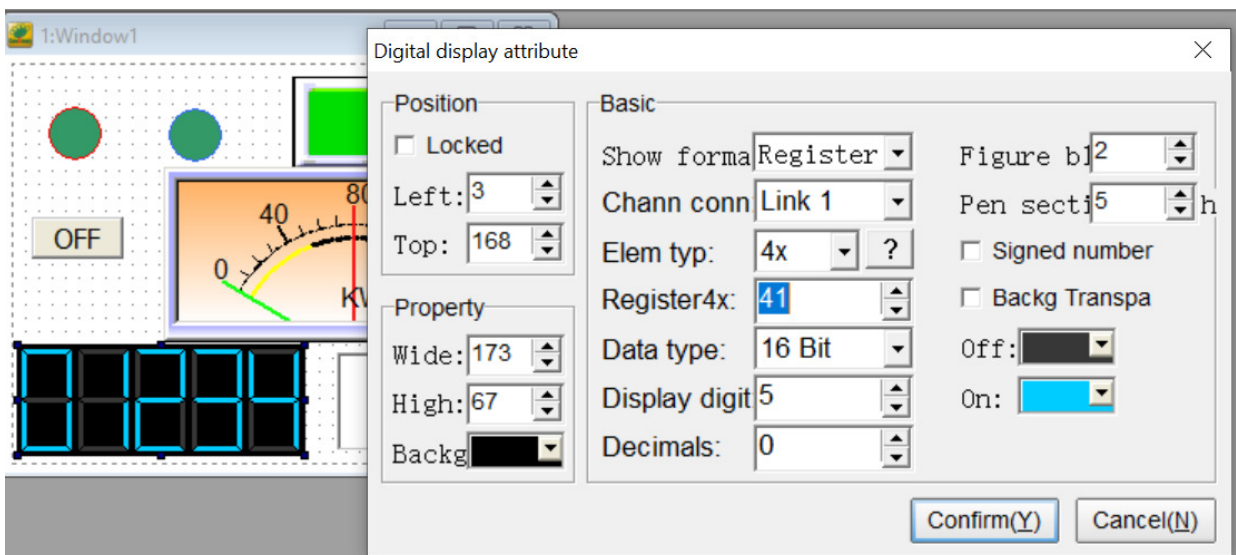 1:Window1
Digital display attribute
Position
Locked
Left: 3
Top: 168
Property
Wide: 173
High: 67
Backg
Basic
Show forma Register
Chann conn Link 1
Elem typ: 4x ?
Register4x: 41
Data type: 16 Bit
Display digit 5
Decimals: 0
Figure bl 2
Pen secti 5 h
Signed number
Backg Transpa
Off:
On:
Confirm(Y) Cancel(N)
OFF
0 40 80
01234